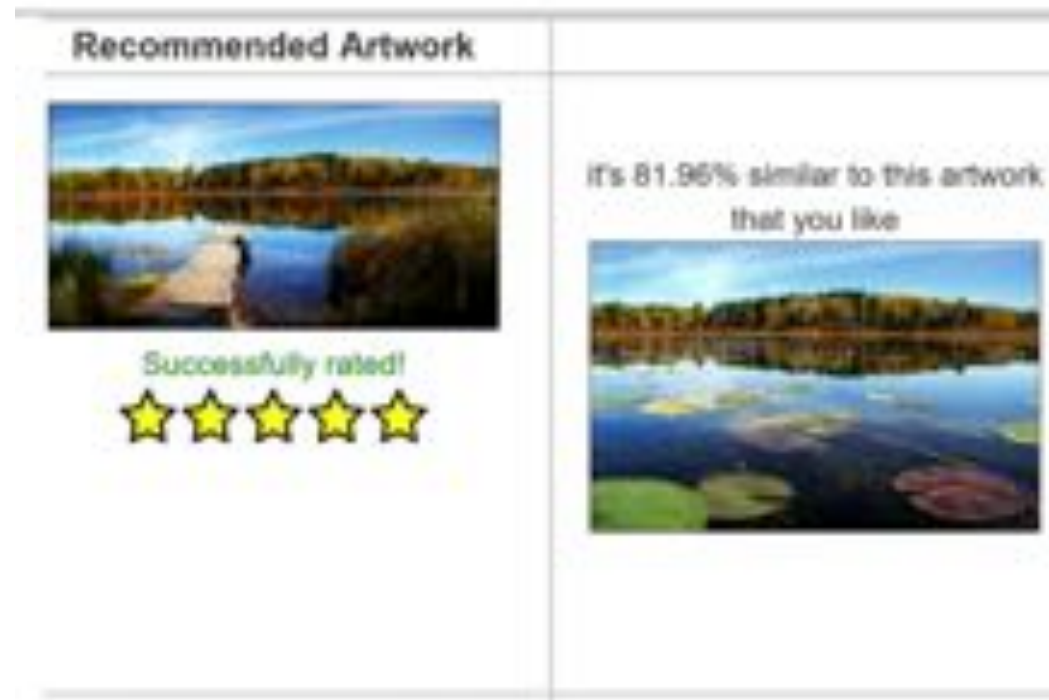 Recommended Artwork
it's 81.96% similar to this artwork
that you like
Successfully rated!